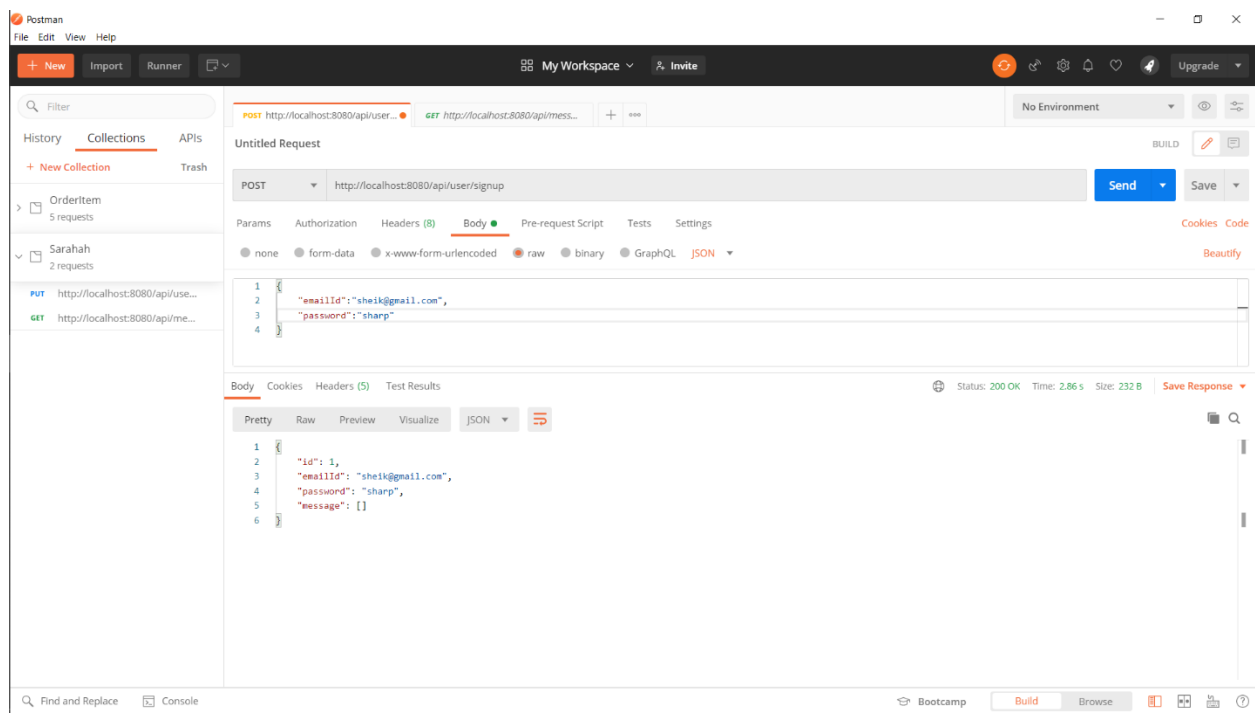 Postman
File Edit View Help
+ New Import Runner My Workspace Invite Upgrade
Filter
History Collections APIs
+ New Collection Trash
OrderItem
5 requests
Sarahah
2 requests
PUT http://localhost:8080/api/use...
GET http://localhost:8080/api/me...
POST http://localhost:8080/api/user... GET http://localhost:8080/api/mess... + ooo
No Environment
Untitled Request BUILD
POST http://localhost:8080/api/user/signup Send Save
Params Authorization Headers (8) Body Pre-request Script Tests Settings Cookies Code
none form-data x-www-form-urlencoded raw binary GraphQL JSON Beautify
1 {
2 "emailId":"sheik@gmail.com",
3 "password":"sharp"
4 }
Body Cookies Headers (5) Test Results Status: 200 OK Time: 2.86 s Size: 232 B Save Response
Pretty Raw Preview Visualize JSON
1 {
2 "id": 1,
3 "emailId": "sheik@gmail.com",
4 "password": "sharp",
5 "message": []
6 }
Find and Replace Console Bootcamp Build Browse